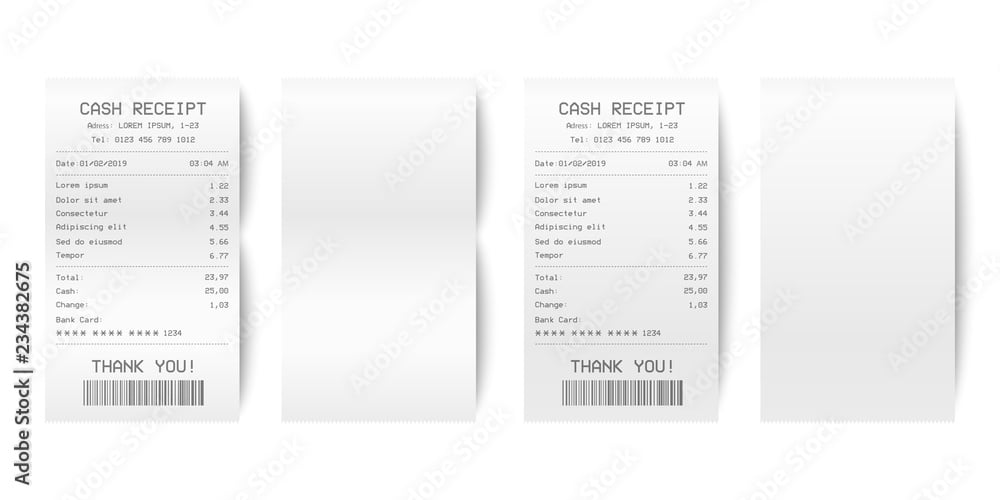 CASH RECEIPT
Adress: LOREM IPSUM, 1-23
Tel: 0123 456 789 1012
Date:01/02/2019 03:04 AM
Lorem ipsum 1.22
Dolor sit amet 2.33
Consectetur 3.44
Adipiscing elit 4.55
Sed do eiusmod 5.66
Tempor 6.77
Total: 23,97
Cash: 25,00
Change: 1,03
Bank Card:
**** **** **** 1234
THANK YOU!
CASH RECEIPT
Adress: LOREM IPSUM, 1-23
Tel: 0123 456 789 1012
Date:01/02/2019 03:04 AM
Lorem ipsum 1.22
Dolor sit amet 2.33
Consectetur 3.44
Adipiscing elit 4.55
Sed do eiusmod 5.66
Tempor 6.77
Total: 23,97
Cash: 25,00
Change: 1,03
Bank Card:
**** **** **** 1234
THANK YOU!
Adobe Stock | #234382675